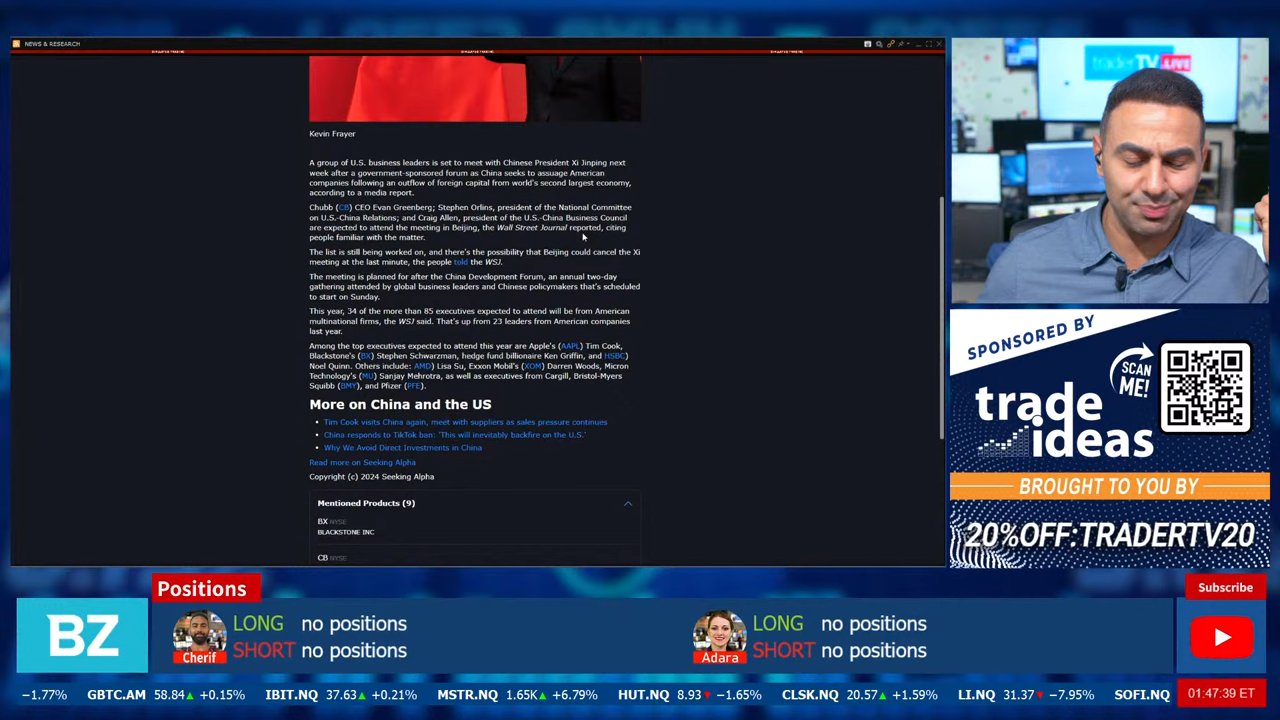 NEWS & RESEARCH
Kevin Frayer
A group of U.S. business leaders is set to meet with Chinese President Xi Jinping next
week after a government-sponsored forum as China seeks to assuage American
companies following an outflow of foreign capital from world's second largest economy,
according to a media report.
Chubb (CB) CEO Evan Greenberg; Stephen Orlins, president of the National Committee
on U.S.-China Relations; and Craig Allen, president of the U.S.-China Business Council
are expected to attend the meeting in Beijing, the Wall Street Journal reported, citing
people familiar with the matter.
The list is still being worked on, and there's the possibility that Beijing could cancel the Xi
meeting at the last minute, the people told the WSJ.
The meeting is planned for after the China Development Forum, an annual two-day
gathering attended by global business leaders and Chinese policymakers that's scheduled
to start on Sunday.
This year, 34 of the more than 85 executives expected to attend will be from American
multinational firms, the WSJ said. That's up from 23 leaders from American companies
last year.
Among the top executives expected to attend this year are Apple's (AAPL) Tim Cook,
Blackstone's (BX) Stephen Schwarzman, hedge fund billionaire Ken Griffin, and HSBC)
Noel Quinn. Others include: AMD) Lisa Su, Exxon Mobil's (XOM) Darren Woods, Micron
Technology's (MU) Sanjay Mehrotra, as well as executives from Cargill, Bristol-Myers
Squibb (BMY), and Pfizer (PFE).
More on China and the US
• Tim Cook visits China again, meet with suppliers as sales pressure continues
• China responds to TikTok ban: 'This will inevitably backfire on the U.S.'
• Why We Avoid Direct Investments in China
Read more on Seeking Alpha
Copyright (c) 2024 Seeking Alpha
Mentioned Products (9)
BX NYSE
BLACKSTONE INC
CB NYSE
traderTV.LIVE
SPONSORED BY
SCAN
ME!
trade
ideas
BROUGHT TO YOU BY
20%OFF:TRADERTV20
Positions
Subscribe
BZ
Cherif
LONG no positions
SHORT no positions
Adara
LONG no positions
SHORT no positions
−1.77% GBTC.AM 58.84 ▲ +0.15% IBIT.NQ 37.63 ▲ +0.21% MSTR.NQ 1.65K ▲ +6.79% HUT.NQ 8.93 ▼ −1.65% CLSK.NQ 20.57 ▲ +1.59% LI.NQ 31.37 ▼ −7.95% SOFI.NQ
01:47:39 ET